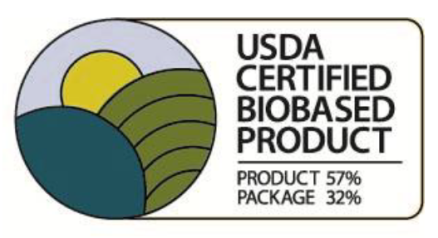 USDA
CERTIFIED
BIOBASED
PRODUCT
PRODUCT 57%
PACKAGE 32%